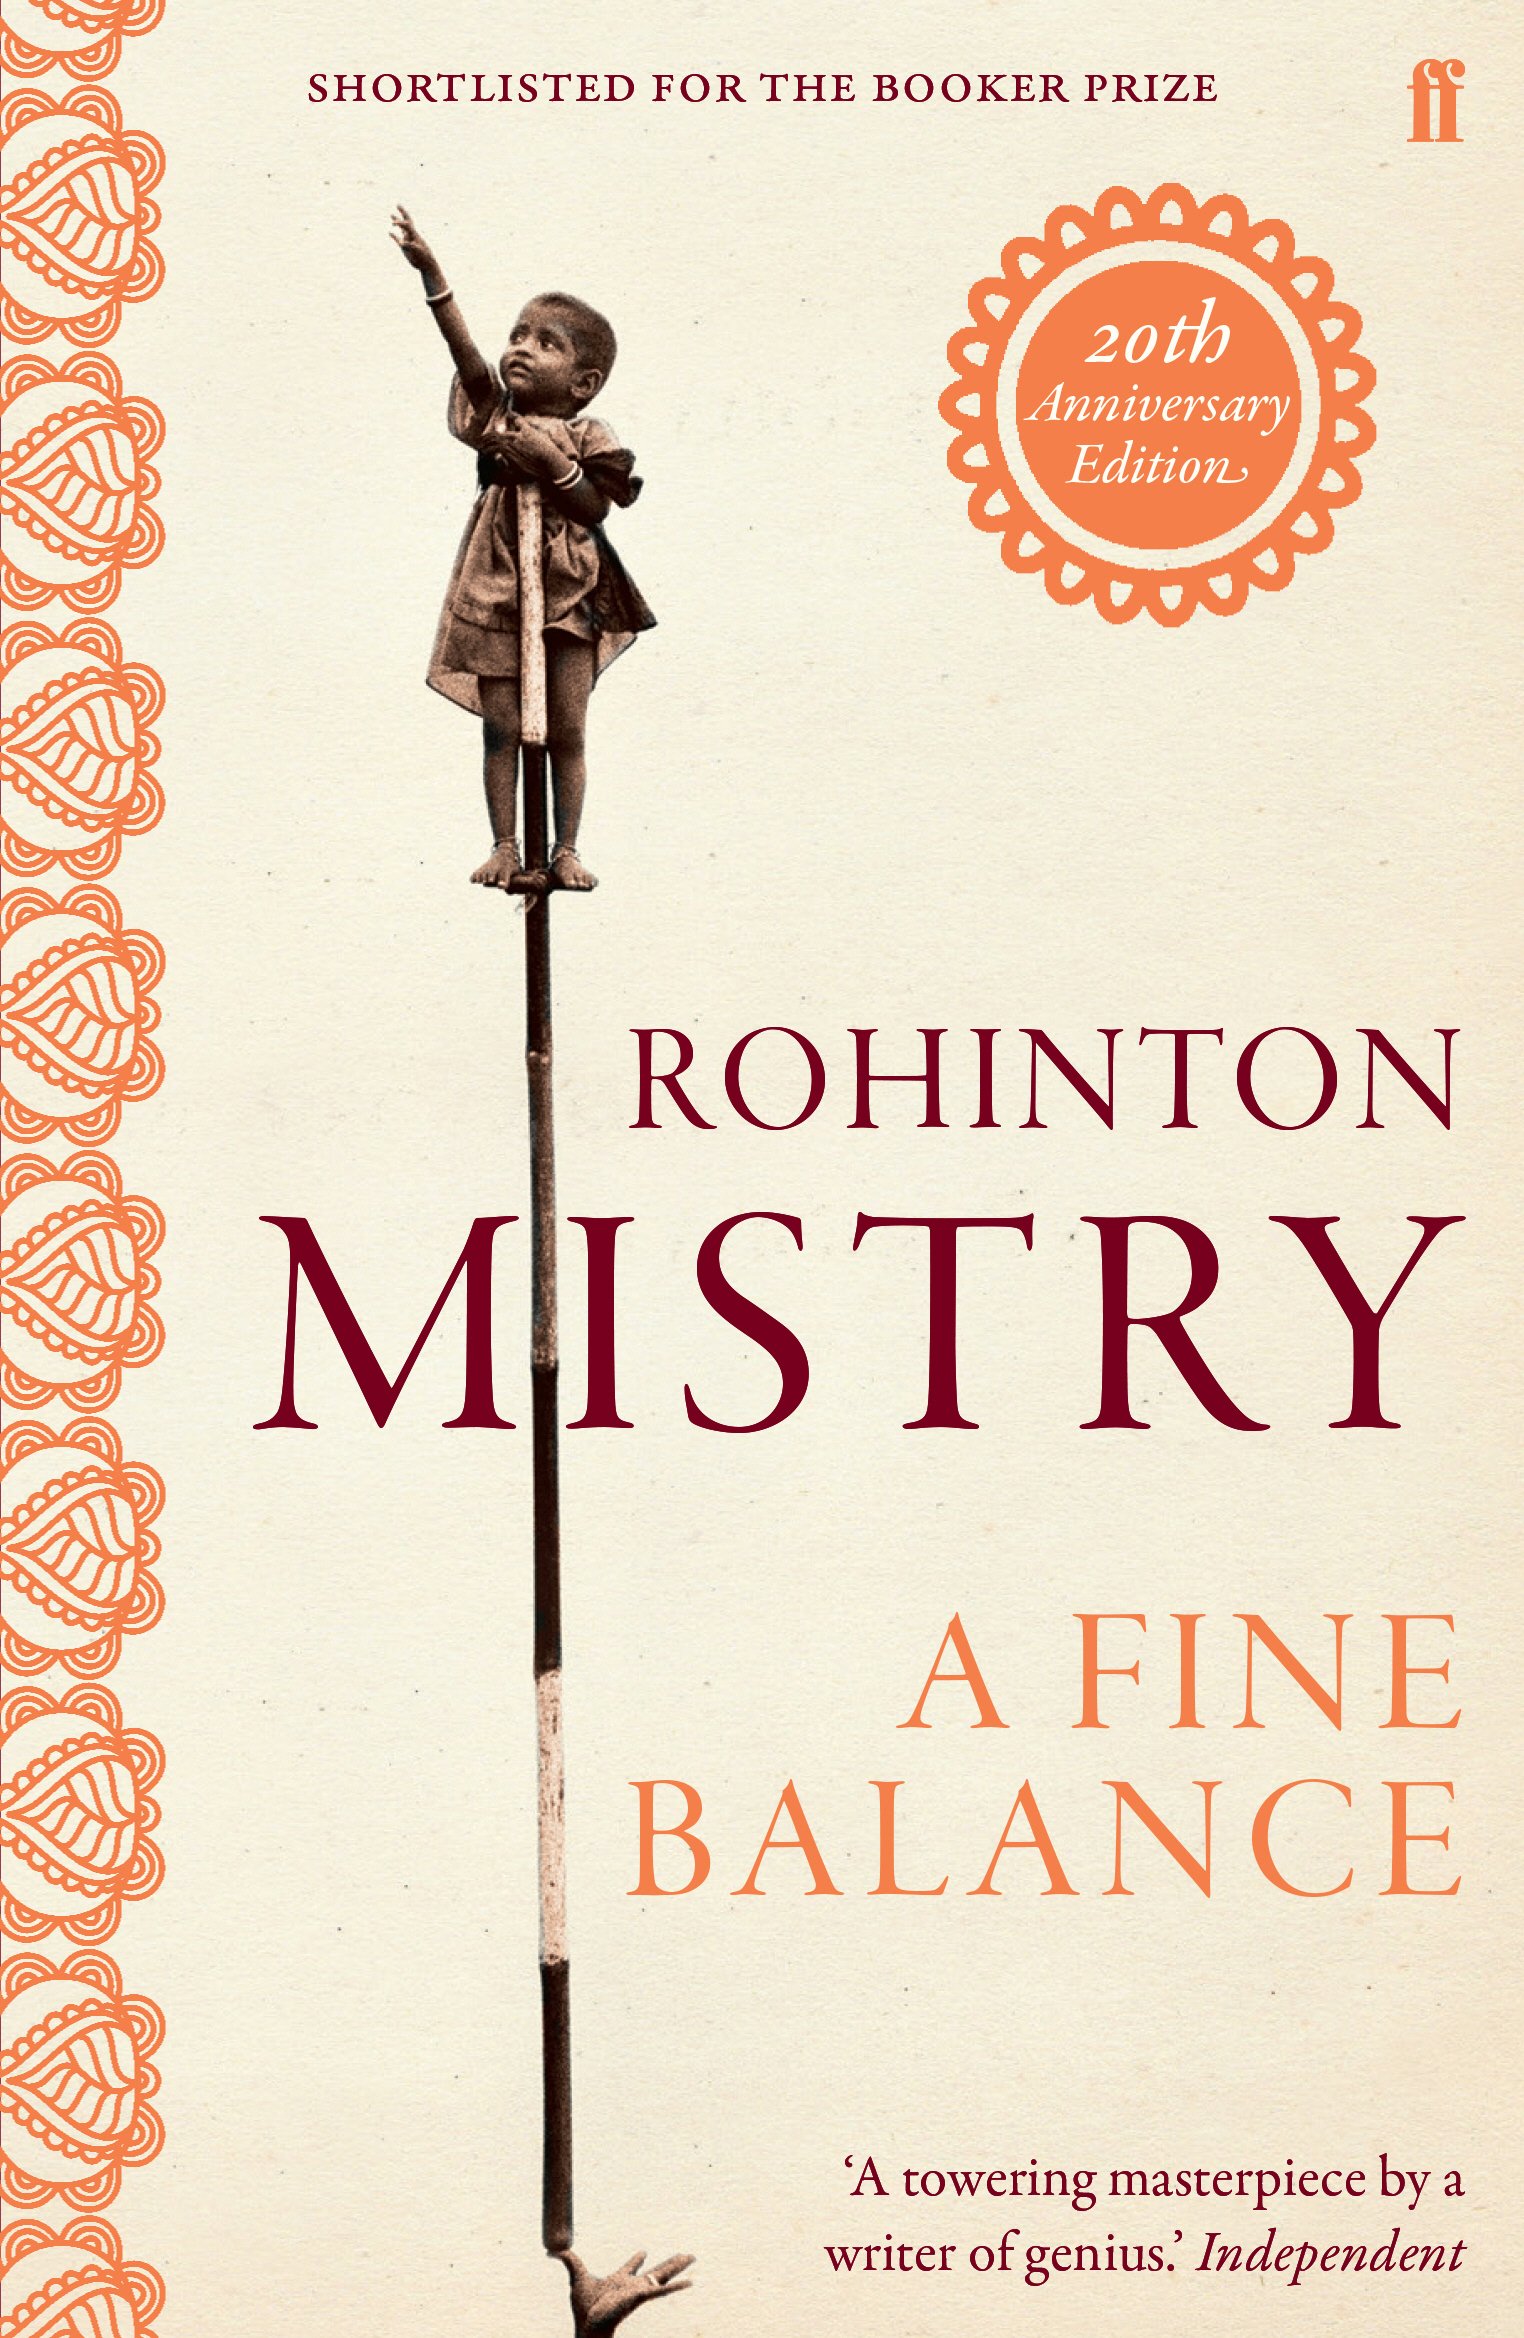 SHORTLISTED FOR THE BOOKER PRIZE
ff
20th
Anniversary
Edition
ROHINTON
MISTRY
A FINE
BALANCE
‘A towering masterpiece by a
writer of genius.’ Independent